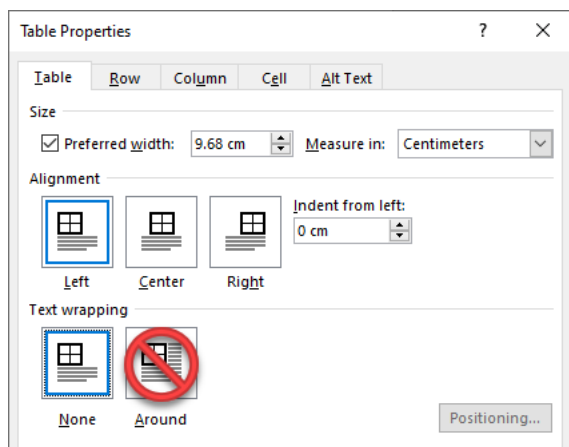 Table Properties ? ×
Table Row Column Cell Alt Text
Size
Preferred width: 9.68 cm Measure in: Centimeters
Alignment
Indent from left:
0 cm
Left Center Right
Text wrapping
None Around
Positioning...